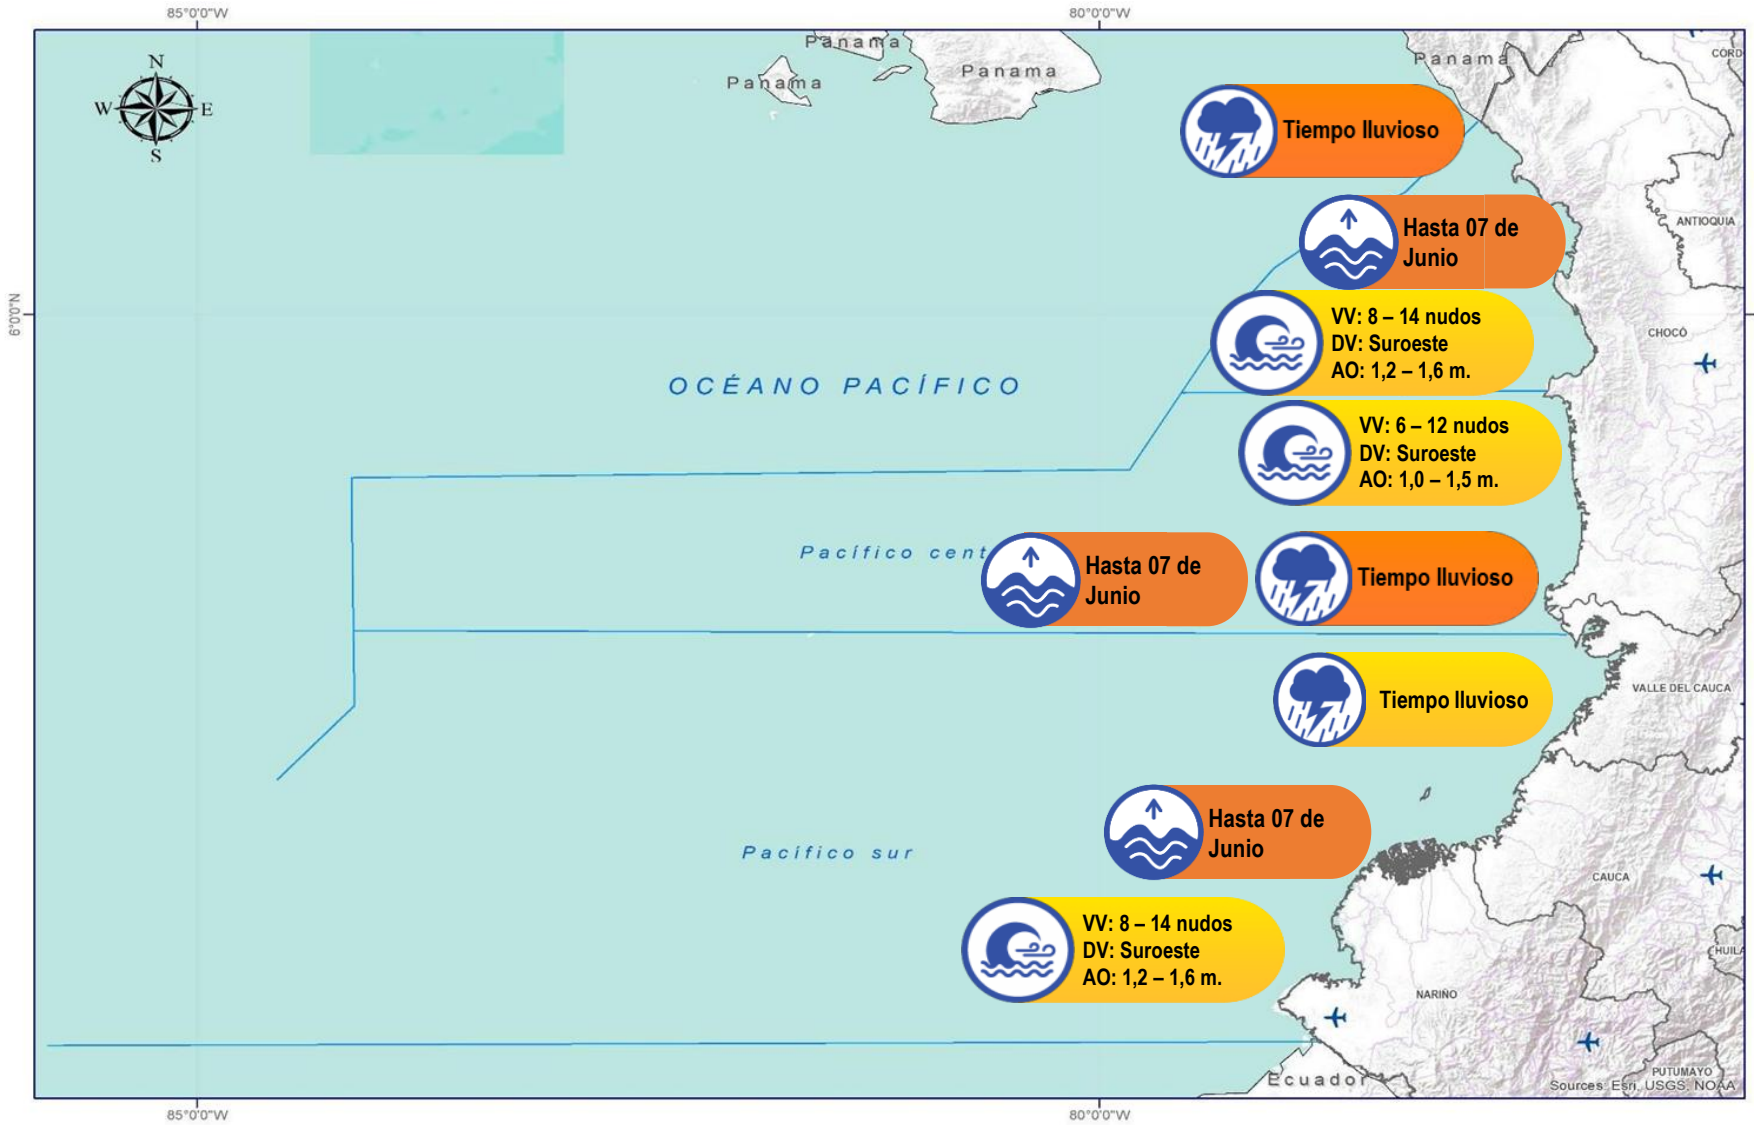 85°0'0"W
80°0'0"W
N
W
E
S
Panama
Panama
Panama
Panama
Tiempo lluvioso
Hasta 07 de
Junio
ANTIOQUIA
6°0'0"N
VV: 8 – 14 nudos
DV: Suroeste
AO: 1,2 – 1,6 m.
CHOCÓ
OCÉANO PACÍFICO
VV: 6 – 12 nudos
DV: Suroeste
AO: 1,0 – 1,5 m.
Pacífico cent
Hasta 07 de
Junio
Tiempo lluvioso
Tiempo lluvioso
VALLE DEL CAUCA
Hasta 07 de
Junio
Pacífico sur
CAUCA
VV: 8 – 14 nudos
DV: Suroeste
AO: 1,2 – 1,6 m.
HUILA
NARIÑO
Ecuador
PUTUMAYO
Sources: Esri, USGS, NOAA
85°0'0"W
80°0'0"W